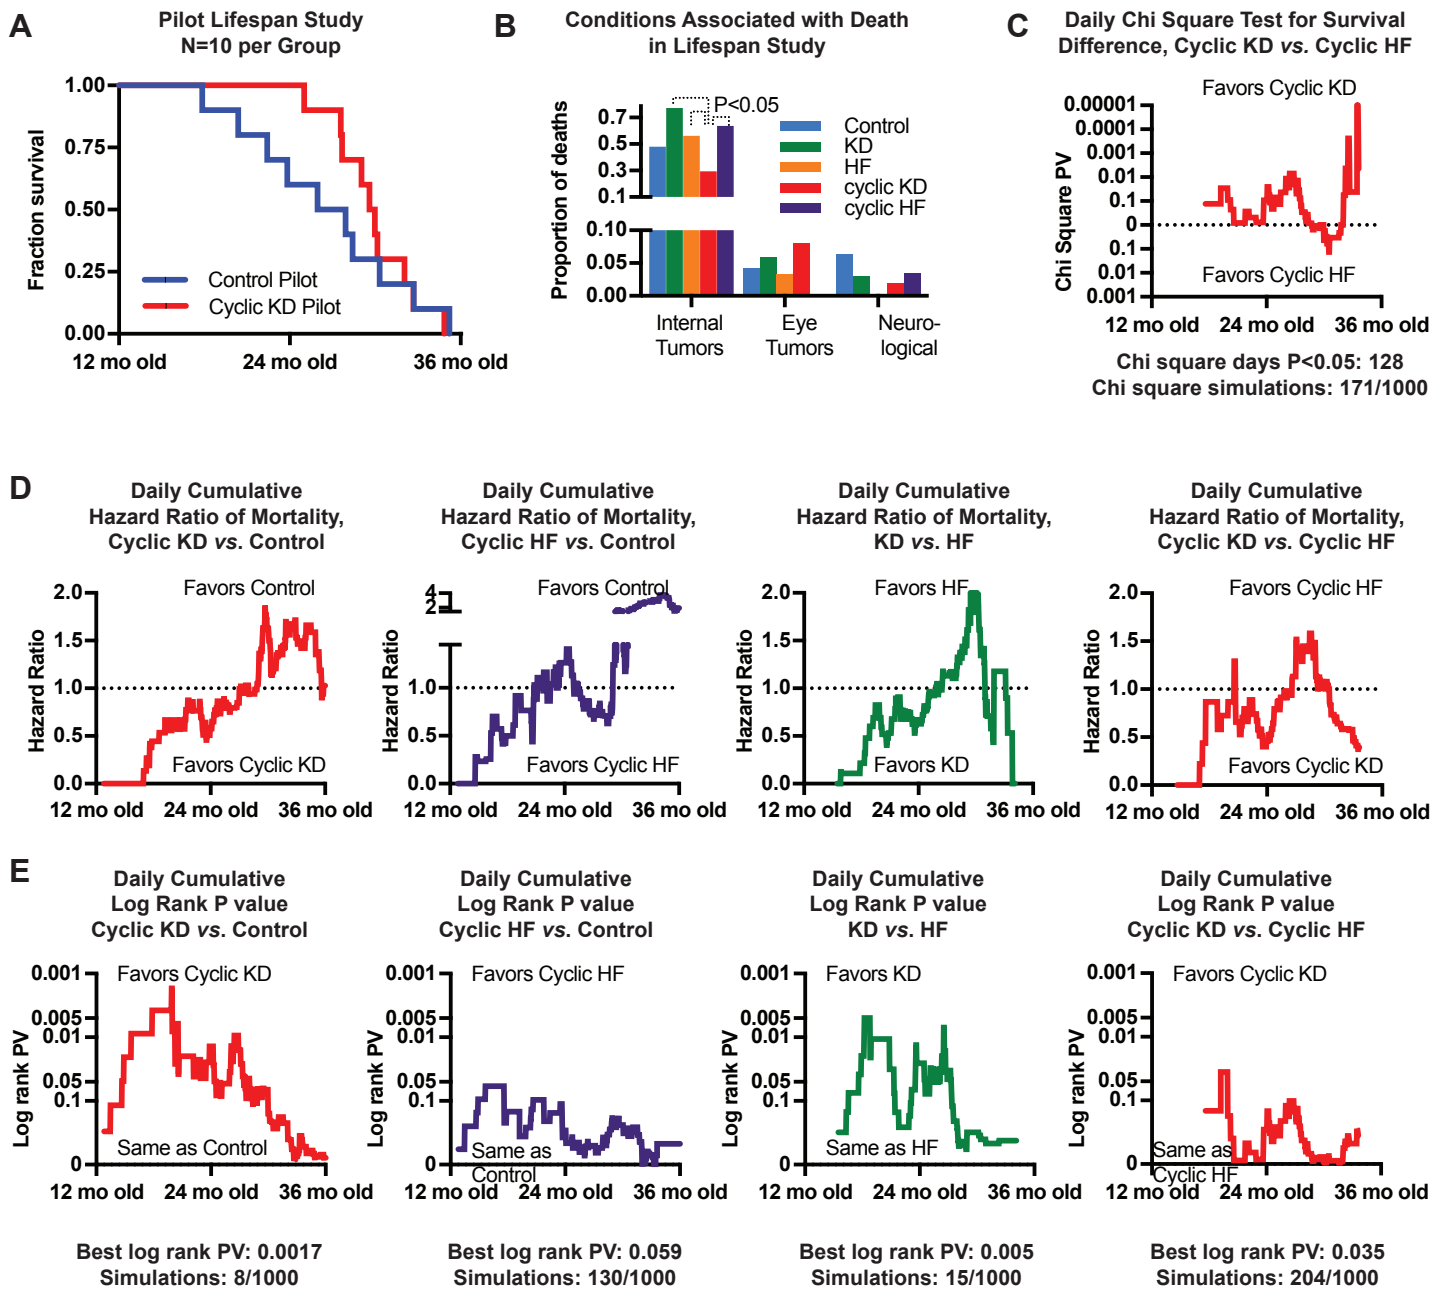 A
Pilot Lifespan Study
N=10 per Group
1.00
0.75
0.50
0.25
0.00
Fraction survival
Control Pilot
Cyclic KD Pilot
12 mo old
24 mo old
36 mo old
B
Conditions Associated with Death
in Lifespan Study
Proportion of deaths
0.7
0.5
0.3
0.1
0.10
0.05
0.00
P<0.05
Control
KD
HF
cyclic KD
cyclic HF
Internal
Tumors
Eye
Tumors
Neuro-
logical
C
Daily Chi Square Test for Survival
Difference, Cyclic KD vs. Cyclic HF
Favors Cyclic KD
0.00001
0.0001
0.001
0.01
0.1
0
0.1
0.01
0.001
Chi Square PV
Favors Cyclic HF
12 mo old
24 mo old
36 mo old
Chi square days P<0.05: 128
Chi square simulations: 171/1000
D
Daily Cumulative
Hazard Ratio of Mortality,
Cyclic KD vs. Control
Favors Control
2.0
1.5
1.0
0.5
0.0
Hazard Ratio
Favors Cyclic KD
12 mo old
24 mo old
36 mo old
Daily Cumulative
Hazard Ratio of Mortality,
Cyclic HF vs. Control
Favors Control
4
2
1.0
0.5
0.0
Hazard Ratio
Favors Cyclic HF
12 mo old
24 mo old
36 mo old
Daily Cumulative
Hazard Ratio of Mortality,
KD vs. HF
Favors HF
2.0
1.5
1.0
0.5
0.0
Hazard Ratio
Favors KD
12 mo old
24 mo old
36 mo old
Daily Cumulative
Hazard Ratio of Mortality,
Cyclic KD vs. Cyclic HF
Favors Cyclic HF
2.0
1.5
1.0
0.5
0.0
Hazard Ratio
Favors Cyclic KD
12 mo old
24 mo old
36 mo old
E
Daily Cumulative
Log Rank P value
Cyclic KD vs. Control
Favors Cyclic KD
0.001
0.005
0.01
0.05
0.1
0
Log rank PV
Same as Control
12 mo old
24 mo old
36 mo old
Best log rank PV: 0.0017
Simulations: 8/1000
Daily Cumulative
Log Rank P value
Cyclic HF vs. Control
Favors Cyclic HF
0.001
0.005
0.01
0.05
0.1
0
Log rank PV
Same as
Control
12 mo old
24 mo old
36 mo old
Best log rank PV: 0.059
Simulations: 130/1000
Daily Cumulative
Log Rank P value
KD vs. HF
Favors KD
0.001
0.005
0.01
0.05
0.1
0
Log rank PV
Same as HF
12 mo old
24 mo old
36 mo old
Best log rank PV: 0.005
Simulations: 15/1000
Daily Cumulative
Log Rank P value
Cyclic KD vs. Cyclic HF
Favors Cyclic KD
0.001
0.005
0.01
0.05
0.1
0
Log rank PV
Same as
Cyclic HF
12 mo old
24 mo old
36 mo old
Best log rank PV: 0.035
Simulations: 204/1000